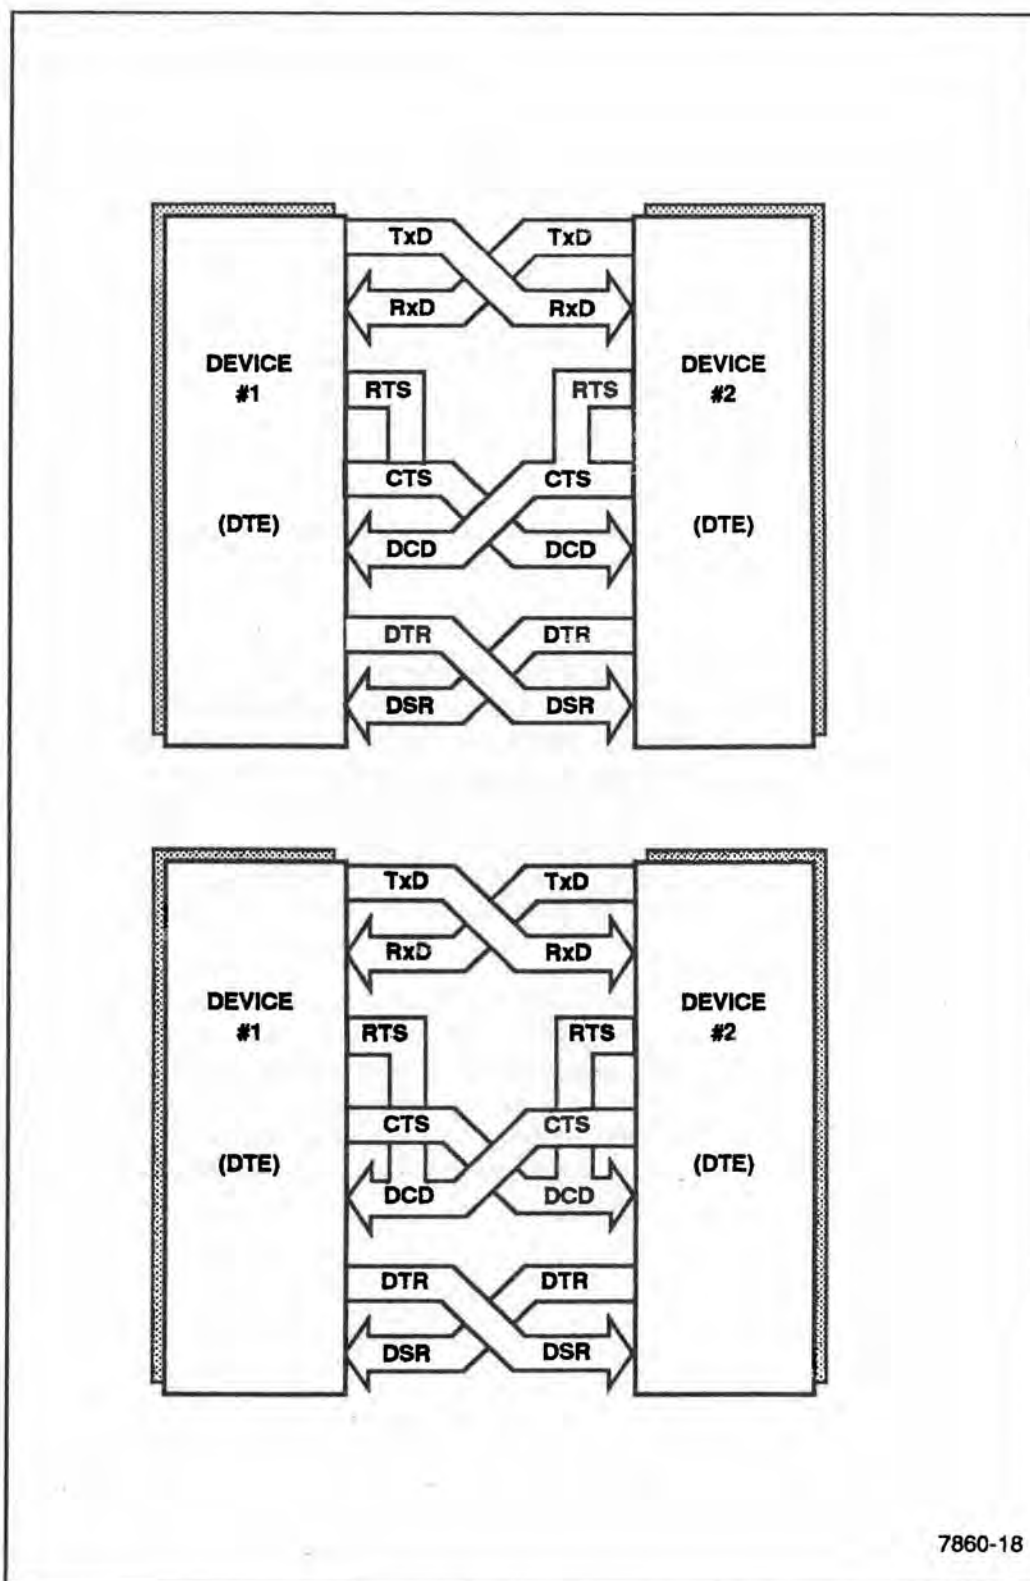 TxD TxD
RxD RxD
DEVICE
#1
DEVICE
#2
RTS RTS
CTS CTS
(DTE)
(DTE)
DCD DCD
DTR DTR
DSR DSR
TxD TxD
RxD RxD
DEVICE
#1
DEVICE
#2
RTS RTS
CTS CTS
(DTE)
(DTE)
DCD DCD
DTR DTR
DSR DSR
7860-18